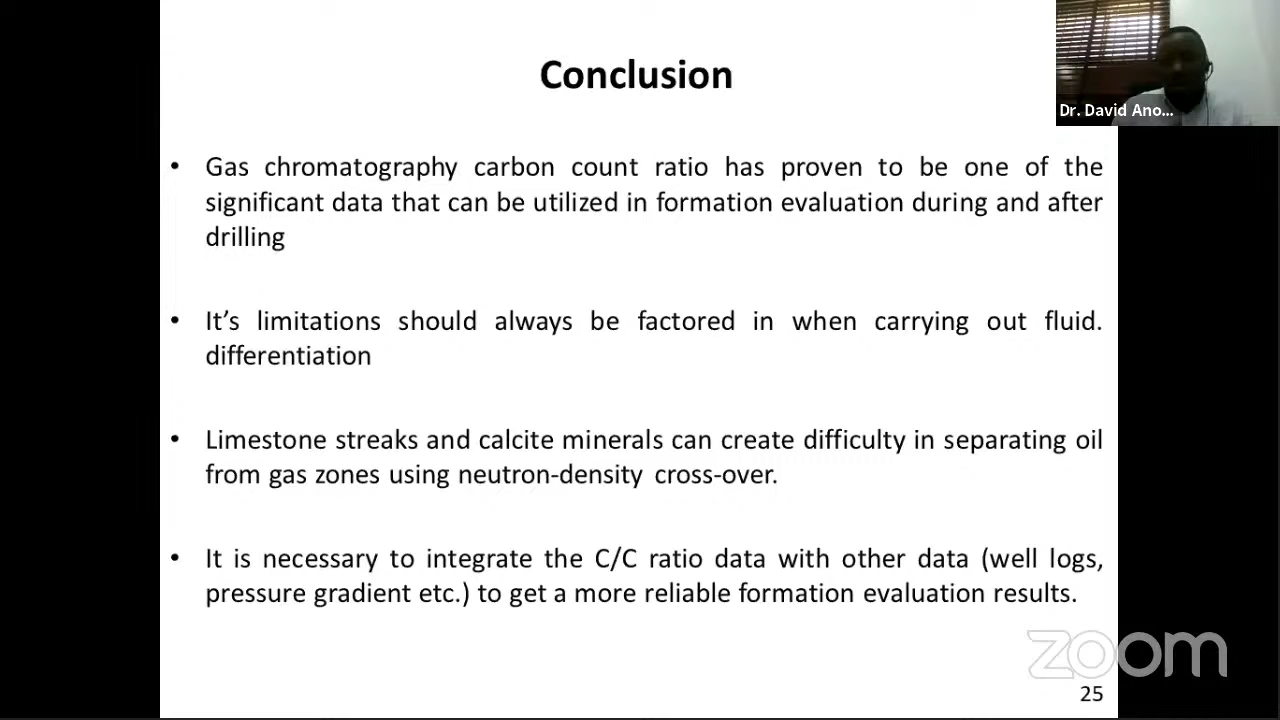 Conclusion
Dr. David Ano...
• Gas chromatography carbon count ratio has proven to be one of the
significant data that can be utilized in formation evaluation during and after
drilling
• It’s limitations should always be factored in when carrying out fluid.
differentiation
• Limestone streaks and calcite minerals can create difficulty in separating oil
from gas zones using neutron-density cross-over.
• It is necessary to integrate the C/C ratio data with other data (well logs,
pressure gradient etc.) to get a more reliable formation evaluation results.
zoom
25